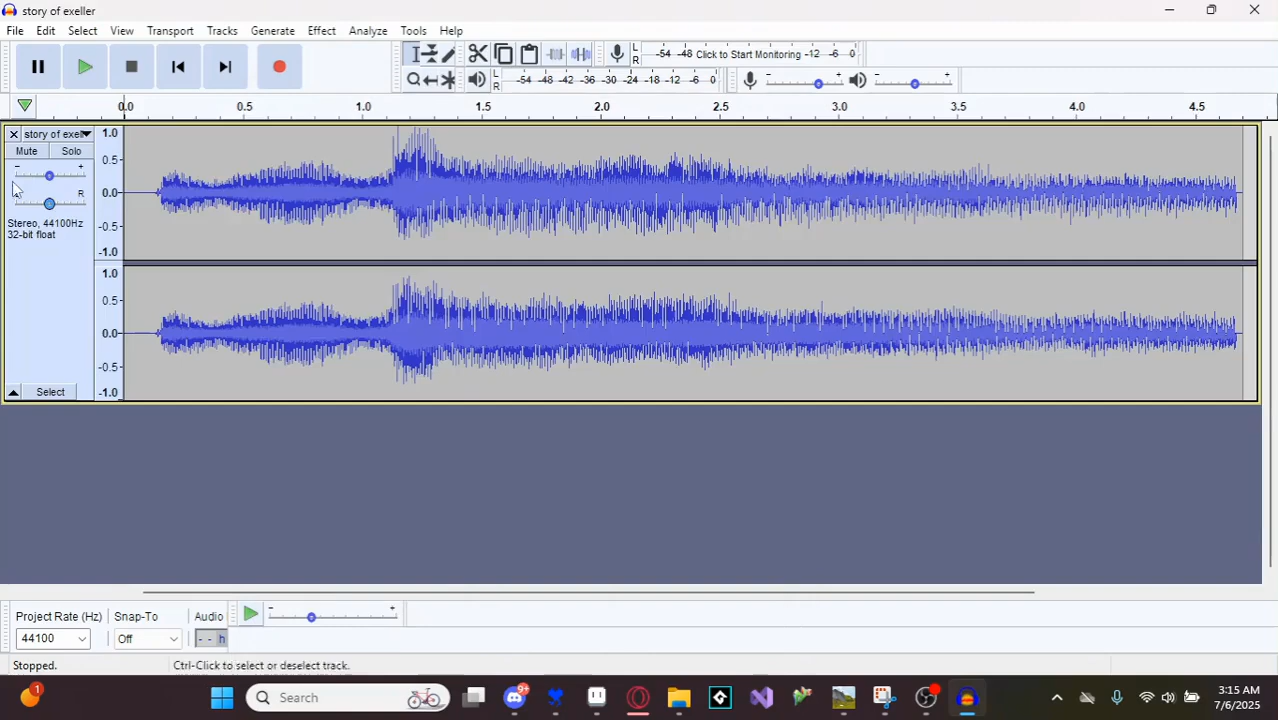 story of exeller
File Edit Select View Transport Tracks Generate Effect Analyze Tools Help
L R -54 -48 Click to Start Monitoring -12 -6 0
L R -54 -48 -42 -36 -30 -24 -18 -12 -6 0
0.0 0.5 1.0 1.5 2.0 2.5 3.0 3.5 4.0 4.5
story of exell
Mute Solo
- +
R
Stereo, 44100Hz
32-bit float
1.0
0.5
0.0
-0.5
-1.0
1.0
0.5
0.0
-0.5
-1.0
Select
Project Rate (Hz) Snap-To Audio
44100 Off - - h
Stopped. Ctrl-Click to select or deselect track.
1 Search 9+ 3:15 AM
7/6/2025